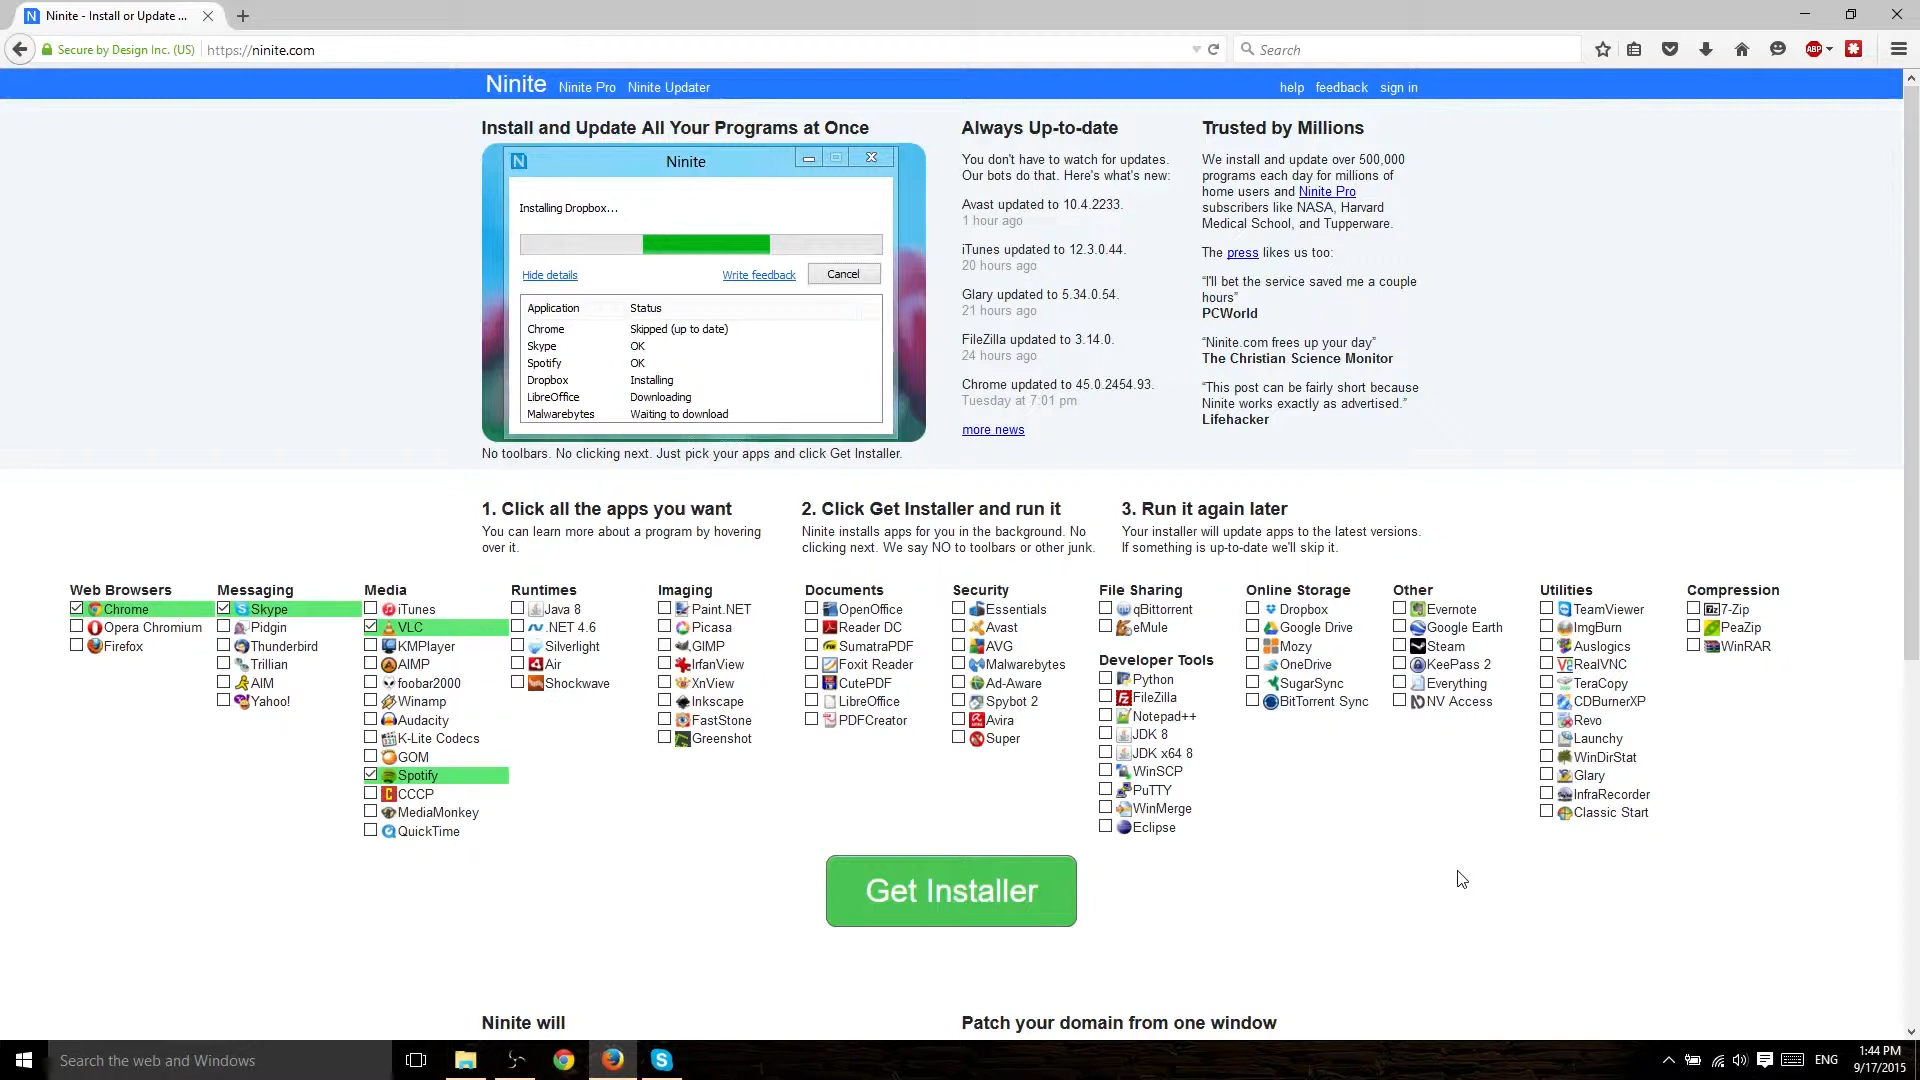 Ninite - Install or Update ...
Secure by Design Inc. (US)
https://ninite.com
Search
ABP
Ninite
Ninite Pro
Ninite Updater
help
feedback
sign in
Install and Update All Your Programs at Once
Ninite
Installing Dropbox...
Hide details
Write feedback
Cancel
Application Status
Chrome Skipped (up to date)
Skype OK
Spotify OK
Dropbox Installing
LibreOffice Downloading
Malwarebytes Waiting to download
No toolbars. No clicking next. Just pick your apps and click Get Installer.
Always Up-to-date
You don't have to watch for updates.
Our bots do that. Here's what's new:
Avast updated to 10.4.2233.
1 hour ago
iTunes updated to 12.3.0.44.
20 hours ago
Glary updated to 5.34.0.54.
21 hours ago
FileZilla updated to 3.14.0.
24 hours ago
Chrome updated to 45.0.2454.93.
Tuesday at 7:01 pm
more news
Trusted by Millions
We install and update over 500,000
programs each day for millions of
home users and Ninite Pro
subscribers like NASA, Harvard
Medical School, and Tupperware.
The press likes us too:
“I'll bet the service saved me a couple
hours”
PCWorld
“Ninite.com frees up your day”
The Christian Science Monitor
“This post can be fairly short because
Ninite works exactly as advertised.”
Lifehacker
1. Click all the apps you want
You can learn more about a program by hovering
over it.
2. Click Get Installer and run it
Ninite installs apps for you in the background. No
clicking next. We say NO to toolbars or other junk.
3. Run it again later
Your installer will update apps to the latest versions.
If something is up-to-date we'll skip it.
Web Browsers
Chrome
Opera Chromium
Firefox
Messaging
Skype
Pidgin
Thunderbird
Trillian
AIM
Yahoo!
Media
iTunes
VLC
KMPlayer
AIMP
foobar2000
Winamp
Audacity
K-Lite Codecs
GOM
Spotify
CCCP
MediaMonkey
QuickTime
Runtimes
Java 8
.NET 4.6
Silverlight
Air
Shockwave
Imaging
Paint.NET
Picasa
GIMP
IrfanView
XnView
Inkscape
FastStone
Greenshot
Documents
OpenOffice
Reader DC
SumatraPDF
Foxit Reader
CutePDF
LibreOffice
PDFCreator
Security
Essentials
Avast
AVG
Malwarebytes
Ad-Aware
Spybot 2
Avira
Super
File Sharing
qBittorrent
eMule
Developer Tools
Python
FileZilla
Notepad++
JDK 8
JDK x64 8
WinSCP
PuTTY
WinMerge
Eclipse
Online Storage
Dropbox
Google Drive
Mozy
OneDrive
SugarSync
BitTorrent Sync
Other
Evernote
Google Earth
Steam
KeePass 2
Everything
NV Access
Utilities
TeamViewer
ImgBurn
Auslogics
RealVNC
TeraCopy
CDBurnerXP
Revo
Launchy
WinDirStat
Glary
InfraRecorder
Classic Start
Compression
7-Zip
PeaZip
WinRAR
Get Installer
Ninite will
Patch your domain from one window
Search the web and Windows
ENG
1:44 PM
9/17/2015